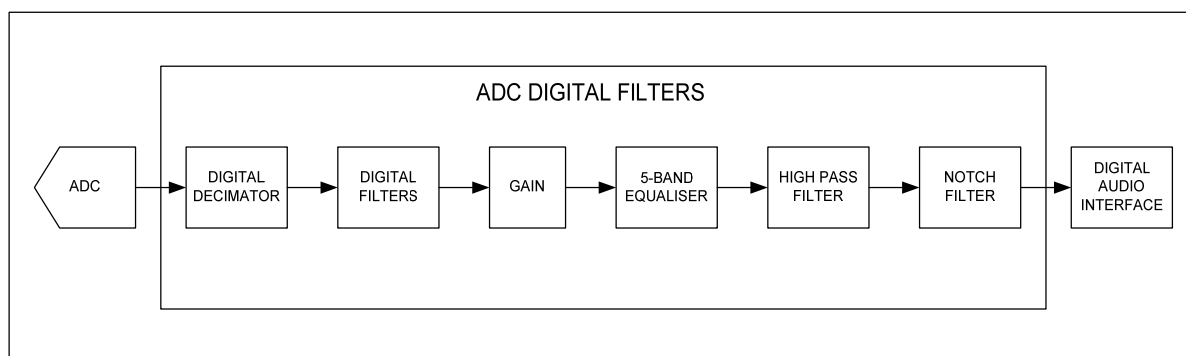 ADC DIGITAL FILTERS
ADC
DIGITAL
DECIMATOR
DIGITAL
FILTERS
GAIN
5-BAND
EQUALISER
HIGH PASS
FILTER
NOTCH
FILTER
DIGITAL
AUDIO
INTERFACE